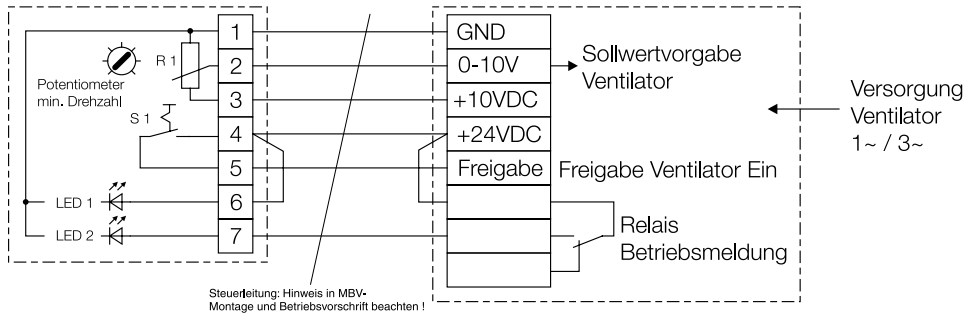 Potentiometer
min. Drehzahl
R 1
S 1
LED 1
LED 2
1
2
3
4
5
6
7
GND
0-10V
+10VDC
+24VDC
Freigabe
Sollwertvorgabe
Ventilator
Freigabe Ventilator Ein
Relais
Betriebsmeldung
Versorgung
Ventilator
1~ / 3~
Steuerleitung: Hinweis in MBV-
Montage und Betriebsvorschrift beachten !